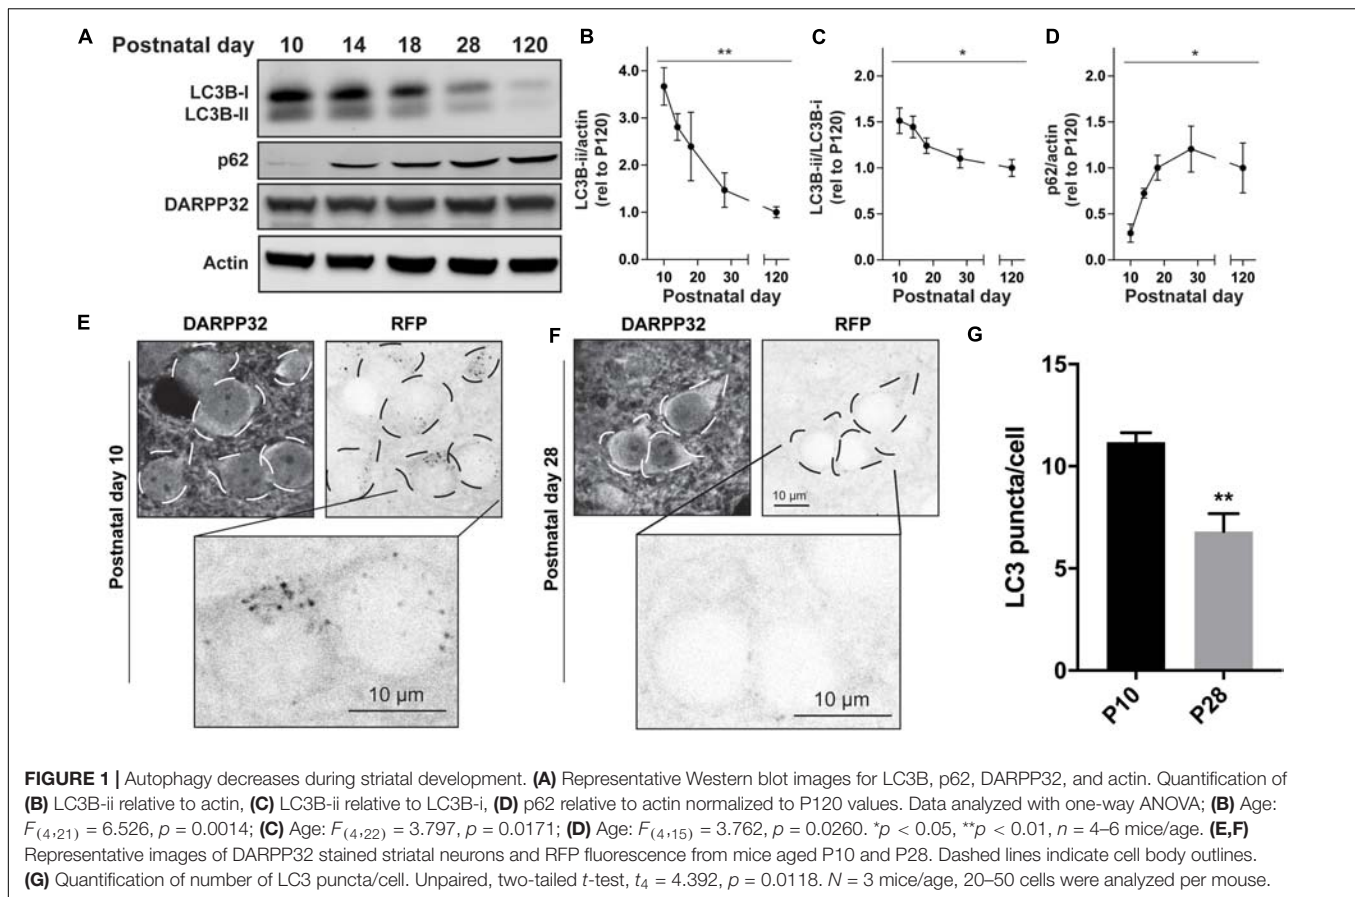 A
Postnatal day 10 14 18 28 120
LC3B-I
LC3B-II
p62
DARPP32
Actin
B
**
LC3B-ii/actin
(rel to P120)
4.0
3.0
2.0
1.0
0.0
10 20 30 120
Postnatal day
C
*
LC3B-ii/LC3B-i
(rel to P120)
2.0
1.5
1.0
0.5
0.0
10 20 30 120
Postnatal day
D
*
p62/actin
(rel to P120)
2.0
1.5
1.0
0.5
0.0
10 20 30 120
Postnatal day
E
DARPP32 RFP
Postnatal day 10
10 µm
F
DARPP32 RFP
Postnatal day 28
10 µm
10 µm
G
LC3 puncta/cell
15
10
5
0
**
P10 P28
FIGURE 1 | Autophagy decreases during striatal development. (A) Representative Western blot images for LC3B, p62, DARPP32, and actin. Quantification of
(B) LC3B-ii relative to actin, (C) LC3B-ii relative to LC3B-i, (D) p62 relative to actin normalized to P120 values. Data analyzed with one-way ANOVA; (B) Age:
F(4,21) = 6.526, p = 0.0014; (C) Age: F(4,22) = 3.797, p = 0.0171; (D) Age: F(4,15) = 3.762, p = 0.0260. *p < 0.05, **p < 0.01, n = 4–6 mice/age. (E,F)
Representative images of DARPP32 stained striatal neurons and RFP fluorescence from mice aged P10 and P28. Dashed lines indicate cell body outlines.
(G) Quantification of number of LC3 puncta/cell. Unpaired, two-tailed t-test, t4 = 4.392, p = 0.0118. N = 3 mice/age, 20–50 cells were analyzed per mouse.